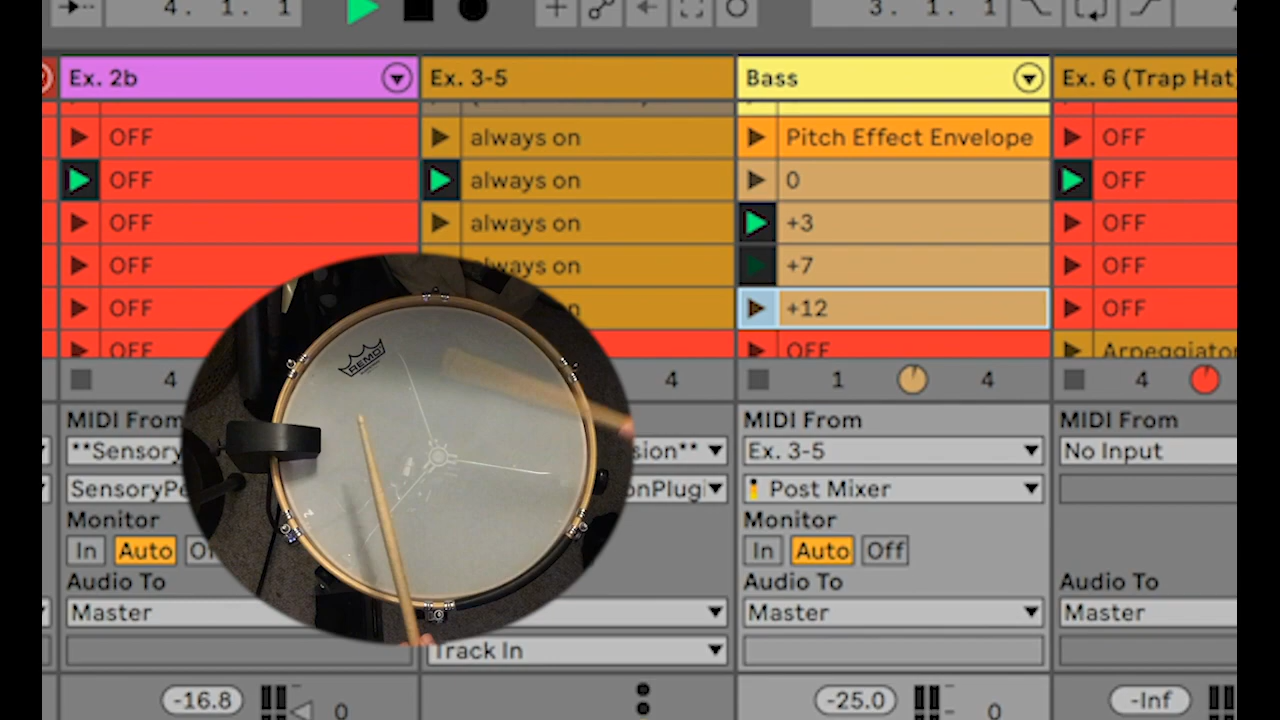 4. 1. 1
3. 1. 1
Ex. 2b
Ex. 3-5
Bass
Ex. 6 (Trap Hat)
OFF
always on
Pitch Effect Envelope
OFF
OFF
always on
0
OFF
OFF
always on
+3
OFF
OFF
always on
+7
OFF
OFF
+12
OFF
OFF
OFF
Arpeggiator
REMO
4
4
1
4
4
MIDI From
MIDI From
MIDI From
**Sensory
sion**
Ex. 3-5
No Input
SensoryPe
onPlugi
Post Mixer
Monitor
Monitor
In Auto
In Auto Off
Audio To
Audio To
Audio To
Master
Master
Master
Track In
-16.8
0
-25.0
0
-Inf